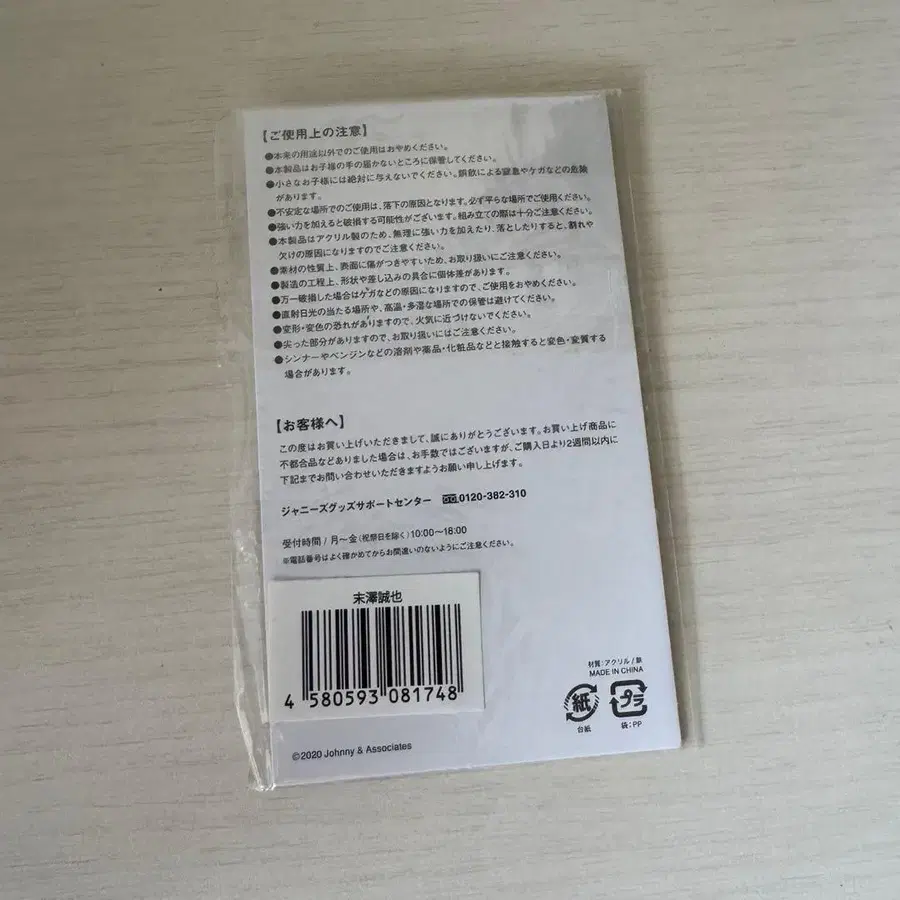 【ご使用上の注意】
●本来の用途以外でのご使用はおやめください。
●本製品はお子様の手の届かないところに保管してください。
●小さなお子様には絶対に与えないでください。誤飲による窒息やケガなどの危険
があります。
●不安定な場所でのご使用は、落下の原因となります。必ず平らな場所でご使用ください。
●強い力を加えると破損する可能性がございます。組み立ての際は十分ご注意ください。
●本製品はアクリル製のため、無理に強い力を加えたり、落としたりすると、割れや
欠けの原因になりますのでご注意ください。
●素材の性質上、表面に傷がつきやすいため、お取り扱いにご注意ください。
●製造の工程上、形状や差し込みの具合に個体差があります。
●万一破損した場合はケガなどの原因になりますので、ご使用をおやめください。
●直射日光の当たる場所や、高温・多湿な場所での保管は避けてください。
●変形・変色の恐れがありますので、火気に近づけないでください。
●尖った部分がありますので、お取り扱いにはご注意ください。
●シンナーやベンジンなどの溶剤や薬品・化粧品などと接触すると変色・変質する
場合があります。
【お客様へ】
この度はお買い上げいただきまして、誠にありがとうございます。お買い上げ商品に
不都合品などありました場合は、お手数ではございますが、ご購入日より2週間以内に
下記までお問い合わせいただきますようお願い申し上げます。
ジャニーズグッズサポートセンター 0120-382-310
受付時間/月〜金(祝祭日を除く)10:00〜18:00
※電話番号はよく確かめてからお間違いのないようにご注意ください。
末澤誠也
4 580593 081748
材質:アクリル/鉄
MADE IN CHINA
紙 プラ
台紙 袋:PP
©2020 Johnny & Associates